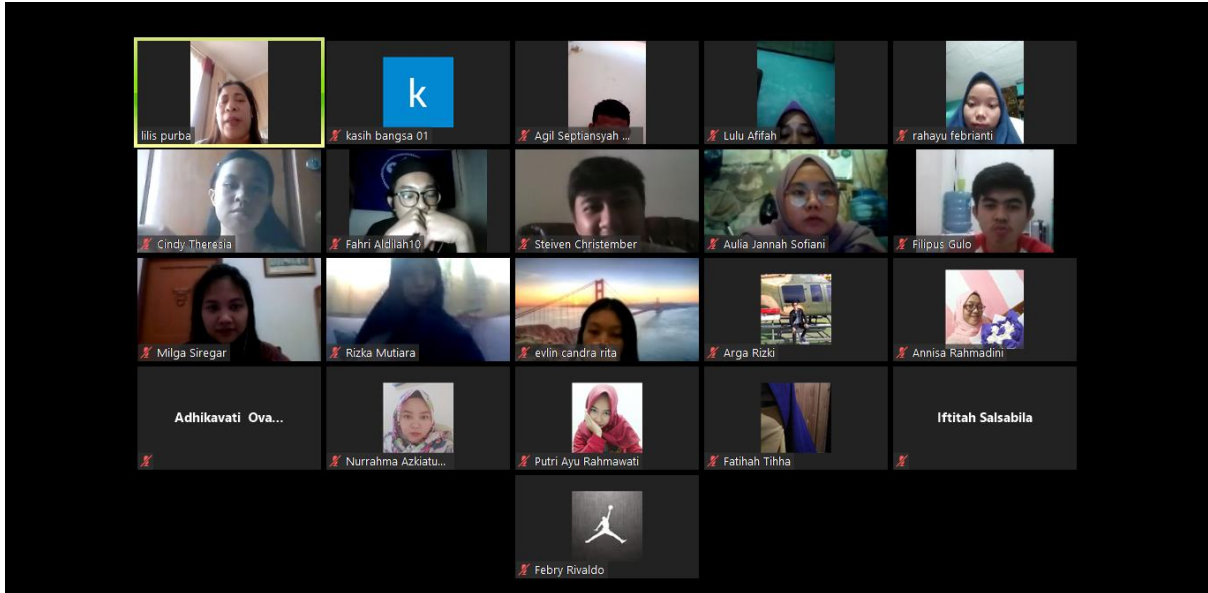 lilis purba
k
kasih bangsa 01
Agil Septiansyah ...
Lulu Afifah
rahayu febrianti
Cindy Theresia
Fahri Aldilah10
Steiven Christember
Aulia Jannah Sofiani
Filipus Gulo
Milga Siregar
Rizka Mutiara
evlin candra rita
Arga Rizki
Annisa Rahmadini
Adhikavati Ova...
Nurrahma Azkiatu...
Putri Ayu Rahmawati
Fatihah Tihha
Iftitah Salsabila
Febry Rivaldo